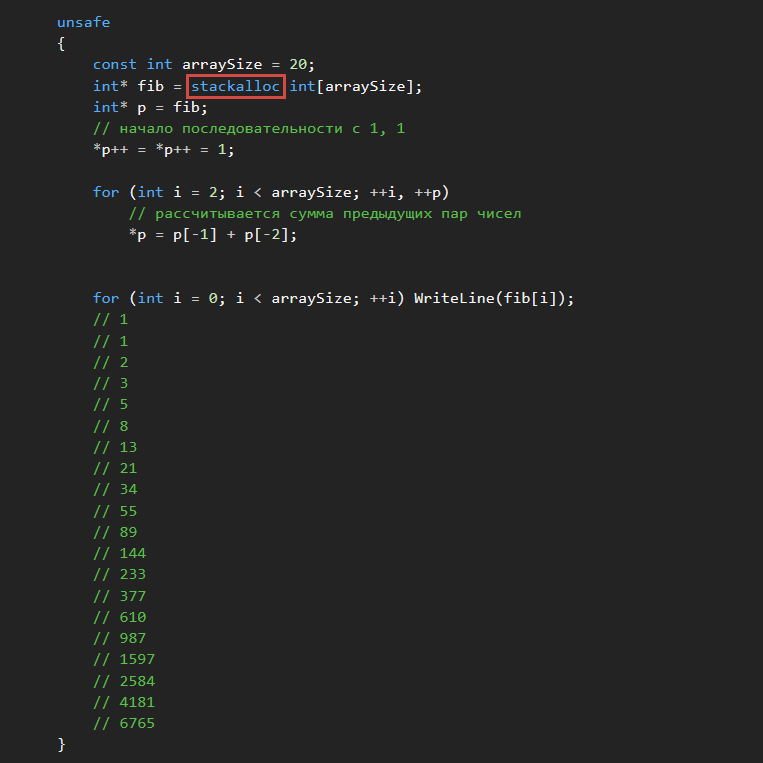 unsafe
{
const int arraySize = 20;
int* fib = stackalloc int[arraySize];
int* p = fib;
// начало последовательности с 1, 1
*p++ = *p++ = 1;
for (int i = 2; i < arraySize; ++i, ++p)
// рассчитывается сумма предыдущих пар чисел
*p = p[-1] + p[-2];
for (int i = 0; i < arraySize; ++i) WriteLine(fib[i]);
// 1
// 1
// 2
// 3
// 5
// 8
// 13
// 21
// 34
// 55
// 89
// 144
// 233
// 377
// 610
// 987
// 1597
// 2584
// 4181
// 6765
}